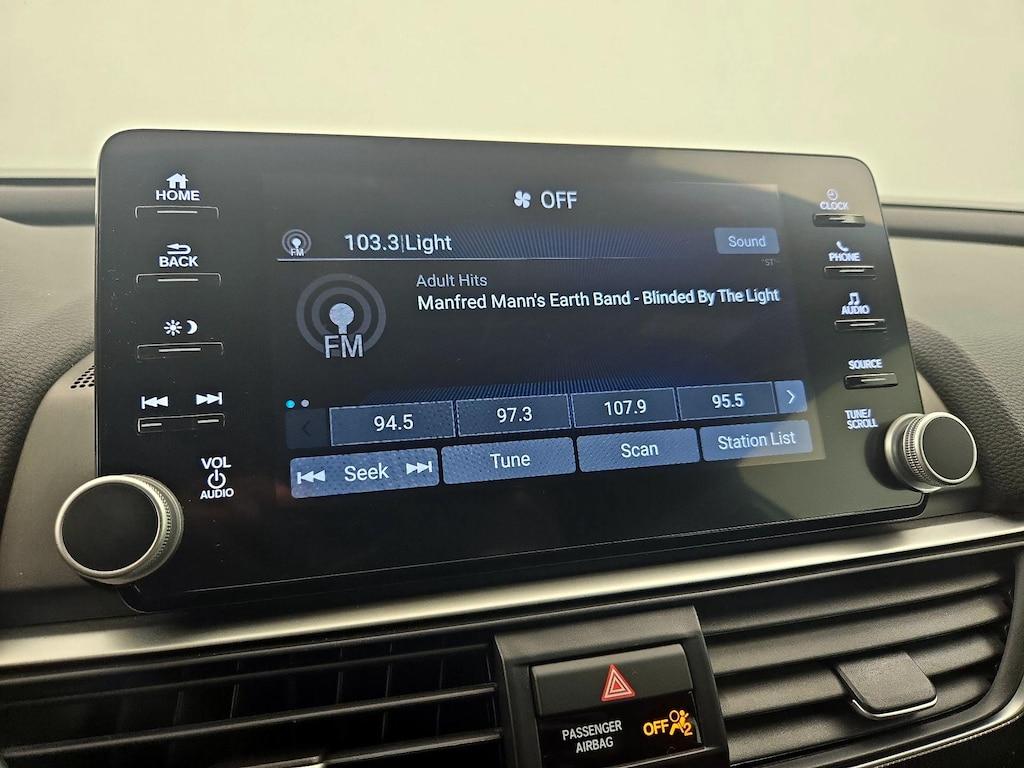 HOME
BACK
VOL
AUDIO
OFF
FM
103.3|Light
Sound
"ST"
Adult Hits
Manfred Mann's Earth Band - Blinded By The Light
FM
94.5
97.3
107.9
95.5
Seek
Tune
Scan
Station List
CLOCK
PHONE
AUDIO
SOURCE
TUNE/
SCROLL
PASSENGER
AIRBAG
OFF
2